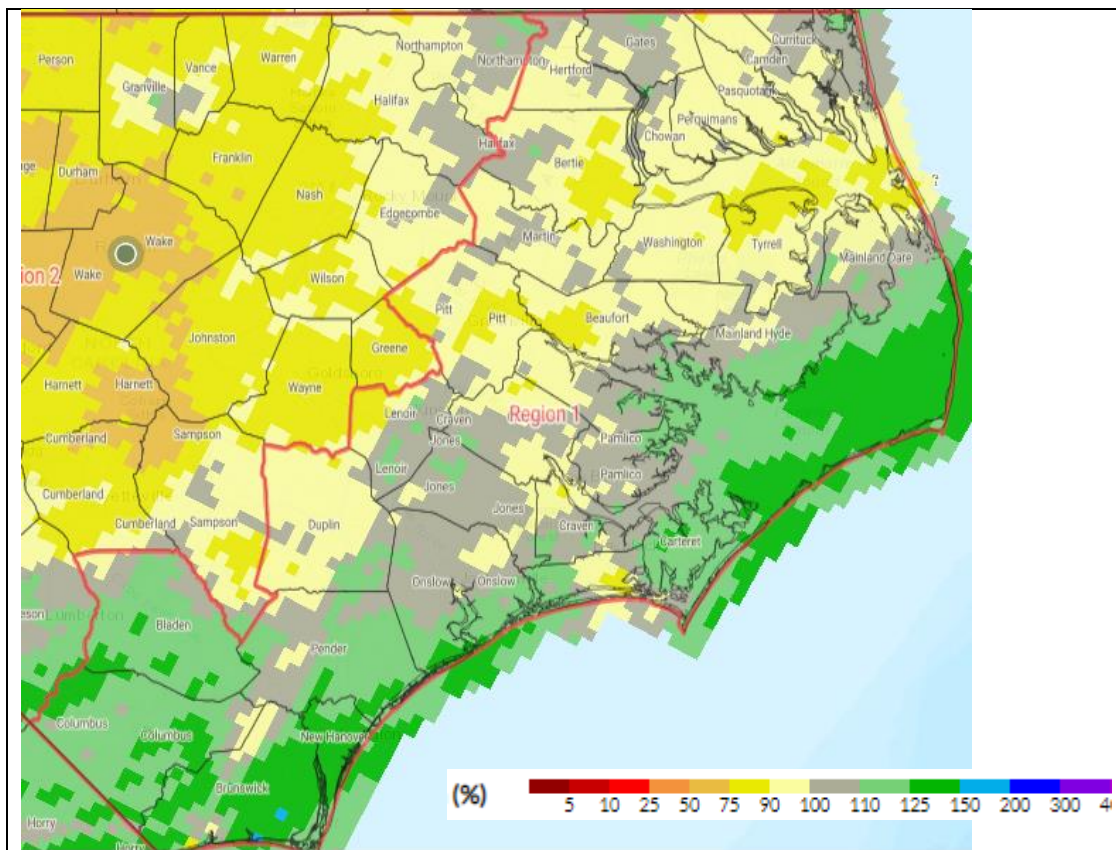 Person
Vance
Warren
Northampton
Northampton
Gates
Currituck
Camden
Granville
Hertford
Halifax
Pasquotank
Perquimans
Chowan
Halifax
Franklin
Bertie
Durham
Nash
Edgecombe
Wake
Martin
Washington
Tyrrell
Mainland Dare
Wake
Wilson
Pitt
Pitt
Beaufort
Mainland Hyde
Johnston
Greene
Harnett
Harnett
Wayne
Goldsboro
Lenoir
Craven
Region 1
Jones
Pamlico
Cumberland
Sampson
Lenoir
Jones
Pamlico
Cumberland
Jones
Cumberland
Sampson
Duplin
Craven
Carteret
Onslow
Onslow
Lumberton
Bladen
Pender
Columbus
Columbus
New Hanover
Brunswick
Horry
Horry
(%)
5 10 25 50 75 90 100 110 125 150 200 300